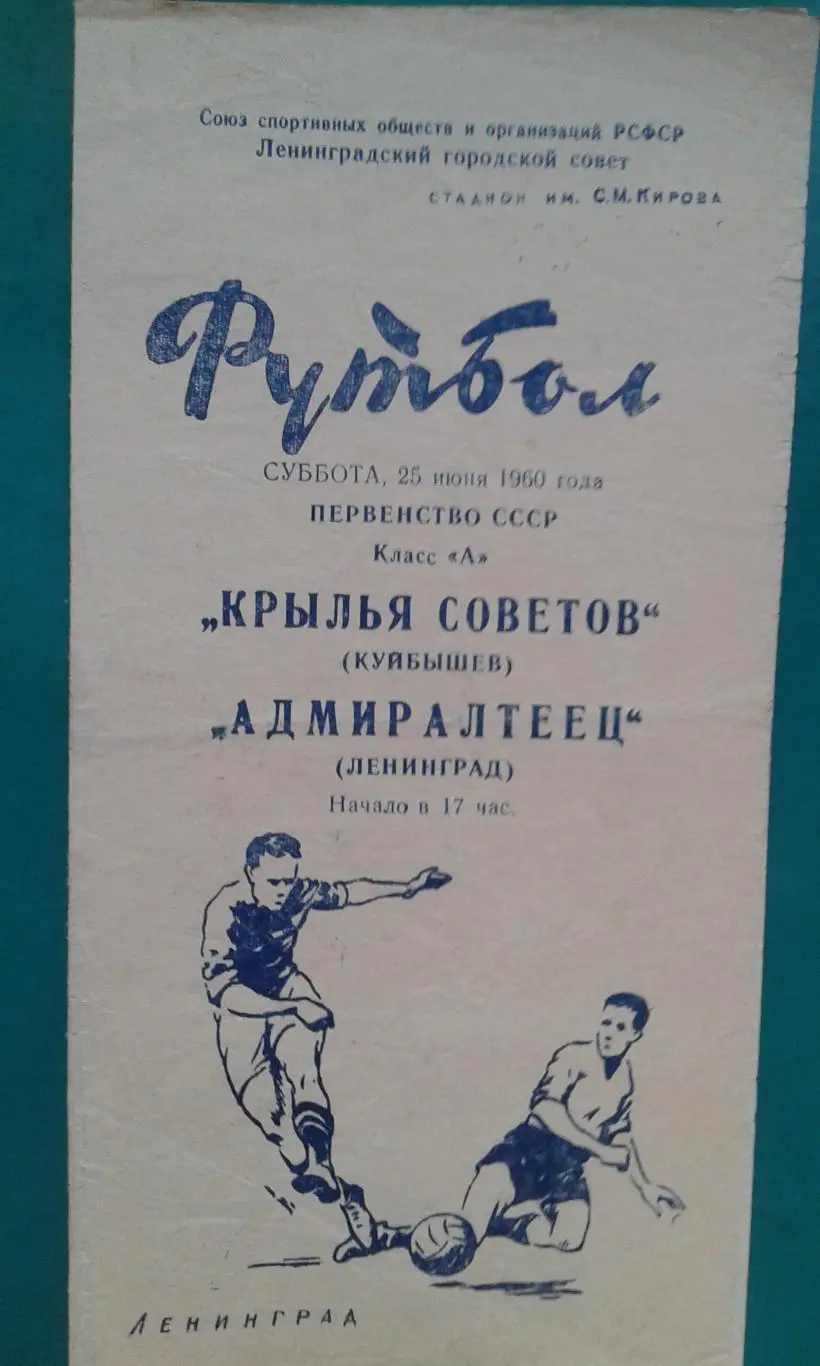 Союз спортивных обществ и организаций РСФСР
Ленинградский городской совет
СТАДИОН ИМ. С.М.КИРОВА
Футбол
СУББОТА, 25 июня 1960 года
ПЕРВЕНСТВО СССР
Класс «А»
„КРЫЛЬЯ СОВЕТОВ“
(КУЙБЫШЕВ)
„АДМИРАЛТЕЕЦ“
(ЛЕНИНГРАД)
Начало в 17 час.
ЛЕНИНГРАД